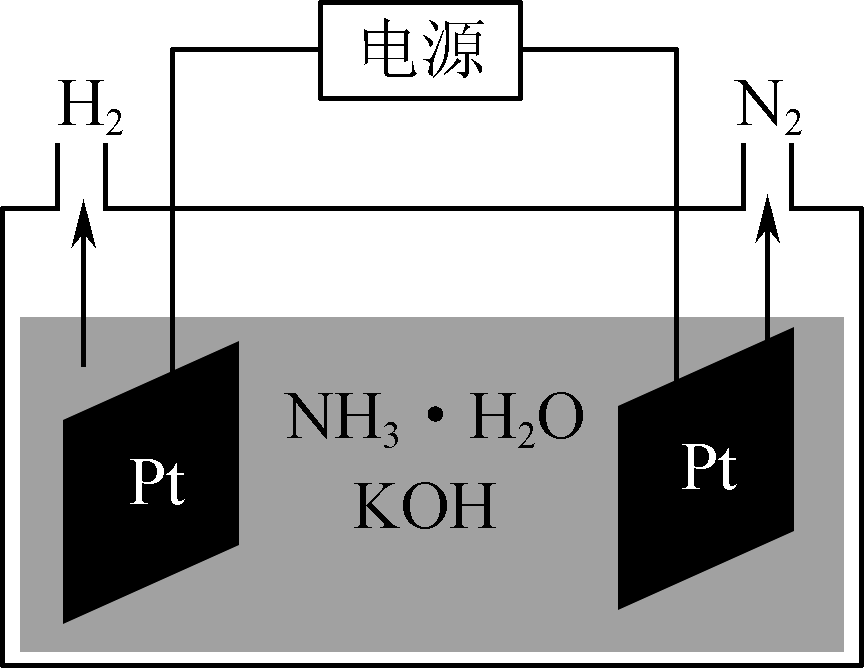 电源
H₂
N₂
NH₃·H₂O
KOH
Pt
Pt